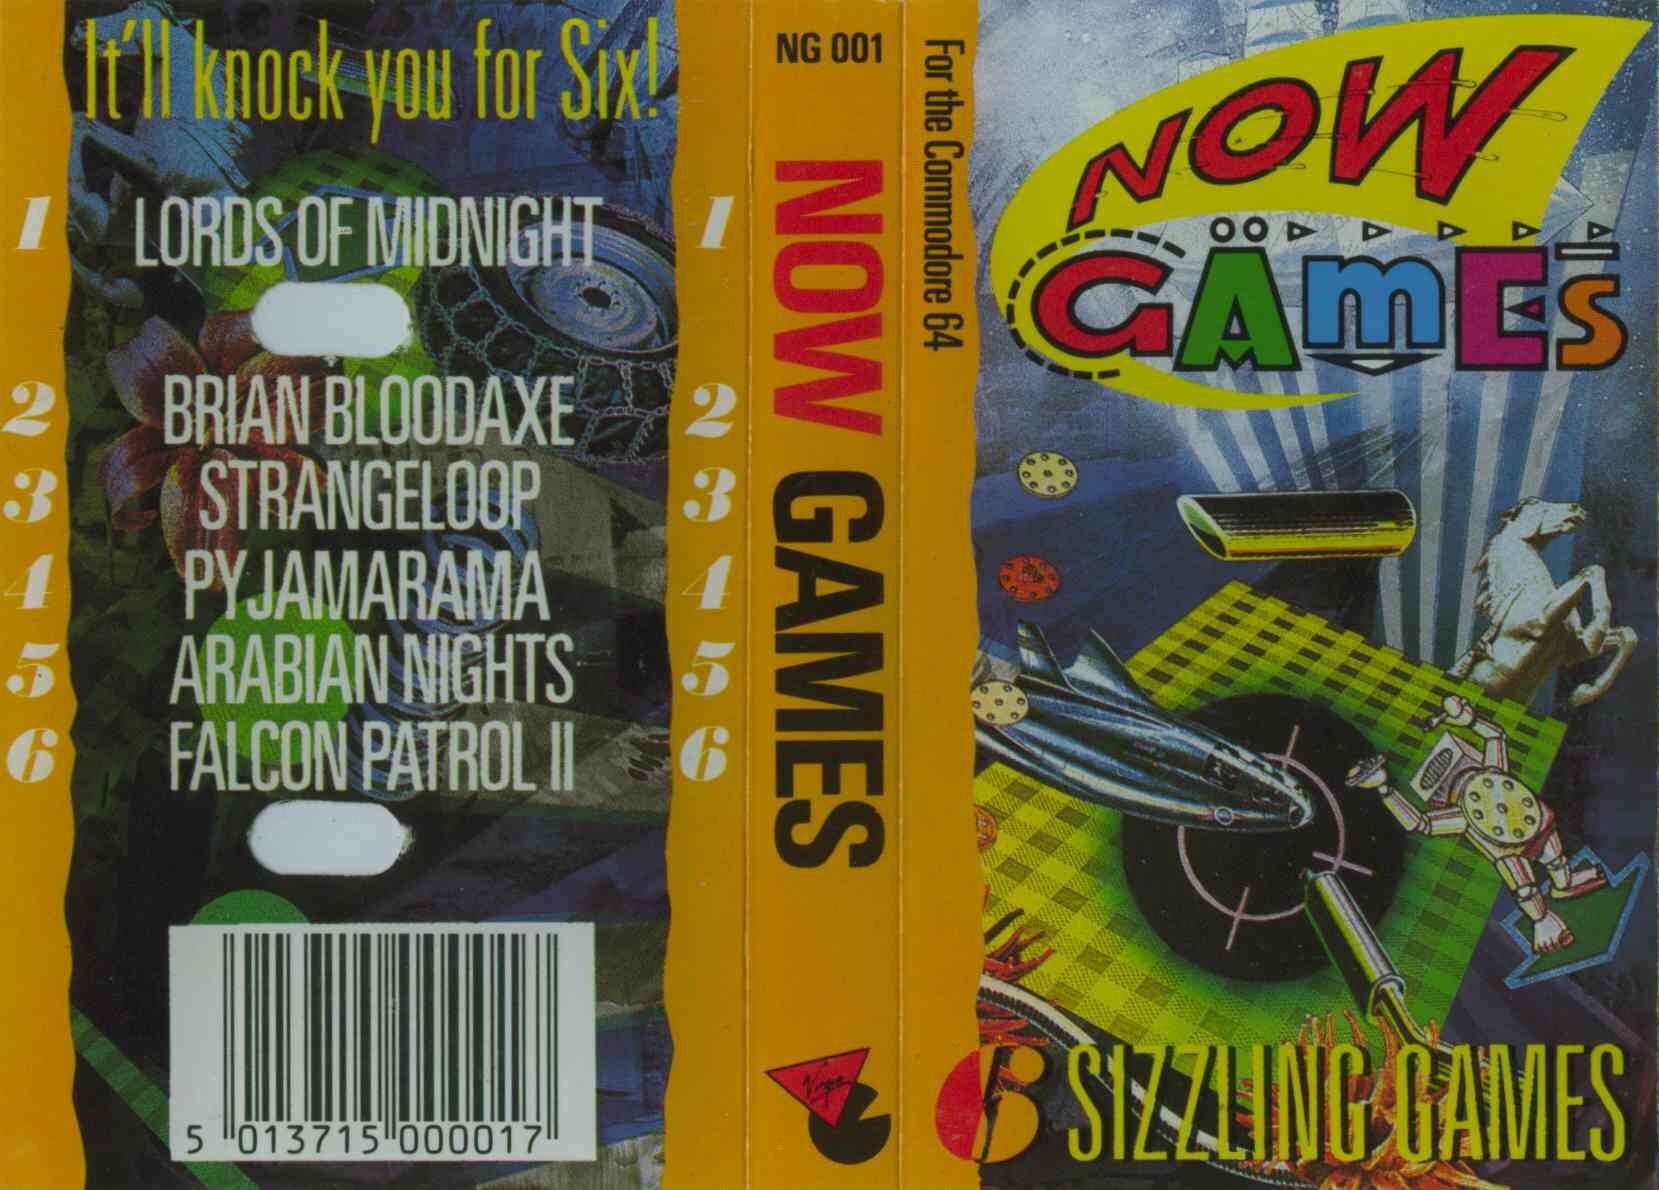 It'll knock you for Six!
1 LORDS OF MIDNIGHT 1
2 BRIAN BLOODAXE 2
3 STRANGELOOP 3
4 PYJAMARAMA 4
5 ARABIAN NIGHTS 5
6 FALCON PATROL II 6
5 013715 000017
NG 001
NOW GAMES
Virgin
For the Commodore 64
NOW
GAmES
6 SIZZLING GAMES